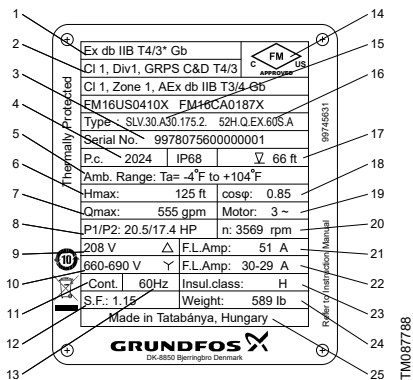 1
2
3
4
5
6
7
8
9
10
11
12
13
14
15
16
17
18
19
20
21
22
23
24
25
Ex db IIB T4/3* Gb
Cl 1, Div1, GRPS C&D T4/3
C FM US
APPROVED
Cl 1, Zone 1, AEx db IIB T3/4 Gb
FM16US0410X FM16CA0187X
Type : SLV.30.A30.175.2. 52H.Q.EX.60S.A
Serial No. 9978075600000001
P.c. 2024 IP68 66 ft
Amb. Range: Ta= -4°F to +104°F
Hmax: 125 ft cosφ: 0.85
Qmax: 555 gpm Motor: 3 ~
P1/P2: 20.5/17.4 HP n: 3569 rpm
208 V △ F.L.Amp: 51 A
660-690 V Y F.L.Amp: 30-29 A
Cont. 60Hz Insul.class: H
S.F.: 1.15 Weight: 589 lb
Made in Tatabánya, Hungary
GRUNDFOS
DK-8850 Bjerringbro Denmark
Thermally Protected
10
99745631
Refer to Instruction Manual
TM087788